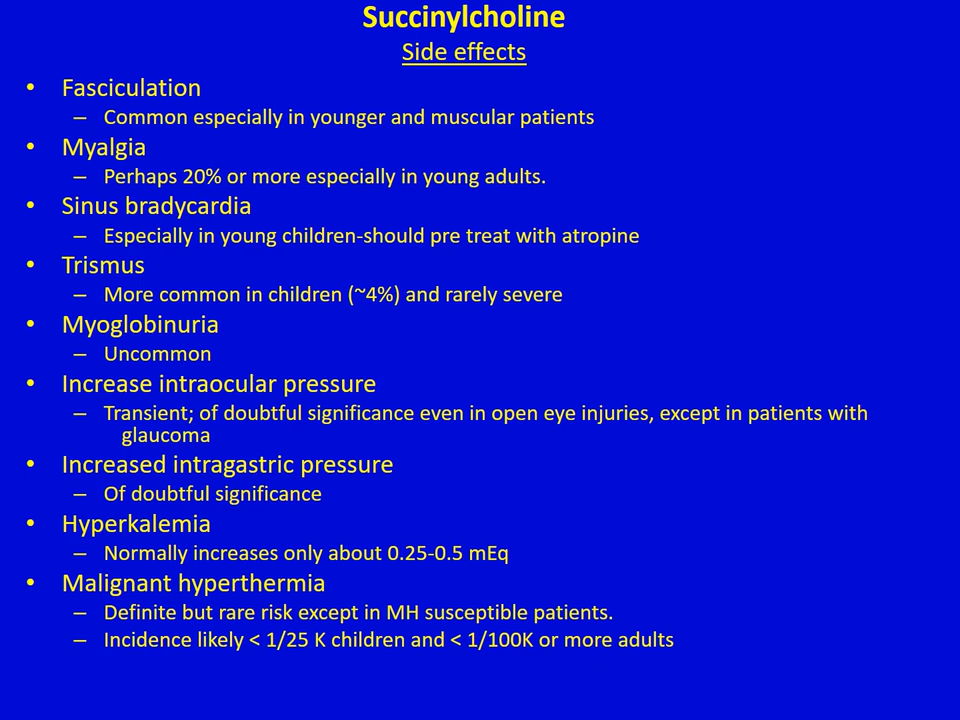 Succinylcholine
Side effects
• Fasciculation
– Common especially in younger and muscular patients
• Myalgia
– Perhaps 20% or more especially in young adults.
• Sinus bradycardia
– Especially in young children-should pre treat with atropine
• Trismus
– More common in children (~4%) and rarely severe
• Myoglobinuria
– Uncommon
• Increase intraocular pressure
– Transient; of doubtful significance even in open eye injuries, except in patients with
glaucoma
• Increased intragastric pressure
– Of doubtful significance
• Hyperkalemia
– Normally increases only about 0.25-0.5 mEq
• Malignant hyperthermia
– Definite but rare risk except in MH susceptible patients.
– Incidence likely < 1/25 K children and < 1/100K or more adults